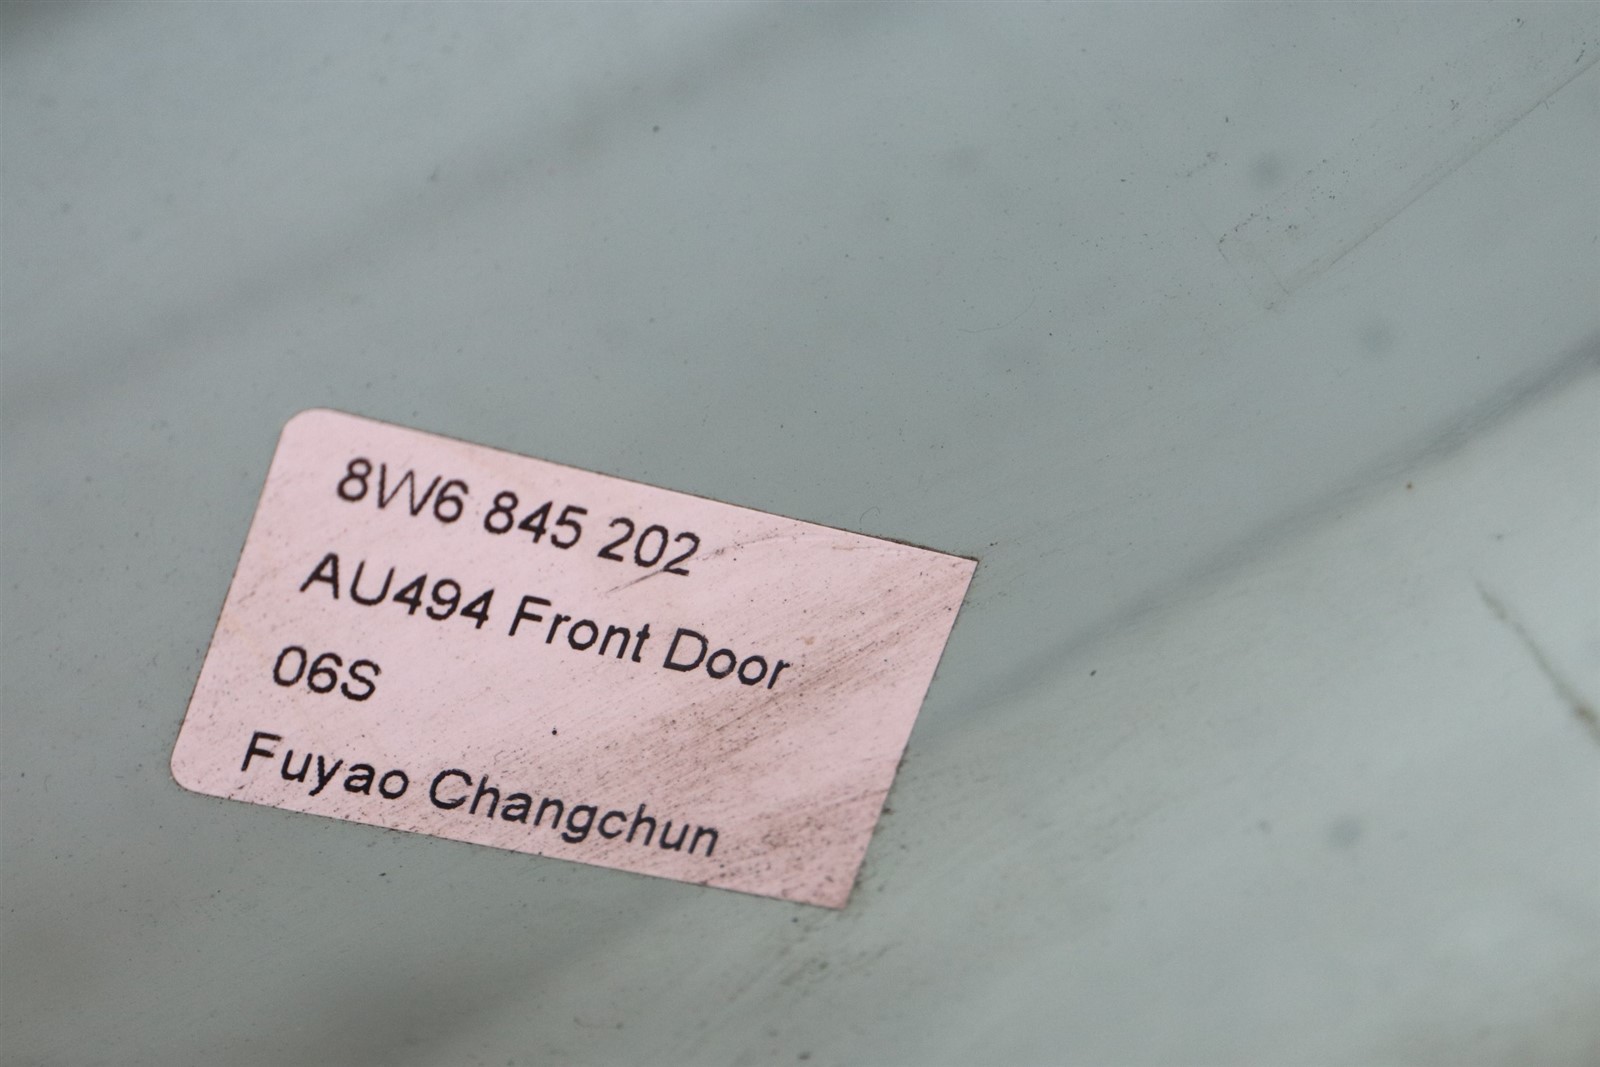 8W6 845 202
AU494 Front Door
06S
Fuyao Changchun